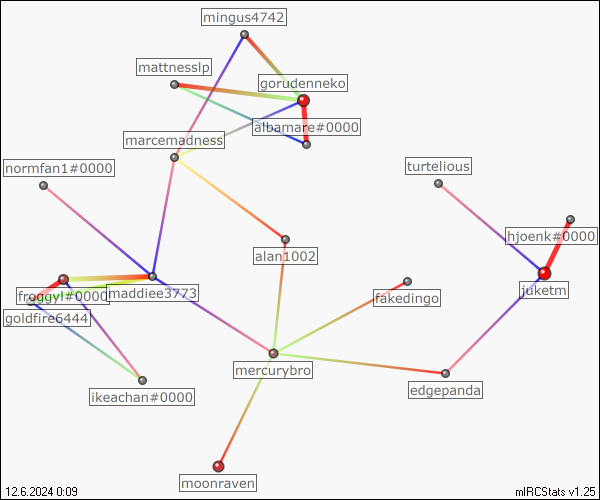 mingus4742
mattnesslp
gorudenneko
albamare#0000
marcemadness
normfan1#0000
turtelious
hjoenk#0000
alan1002
froggyl#0000
maddiee3773
juketm
fakedingo
goldfire6444
mercurybro
edgepanda
ikeachan#0000
moonraven
12.6.2024 0:09
mIRCStats v1.25